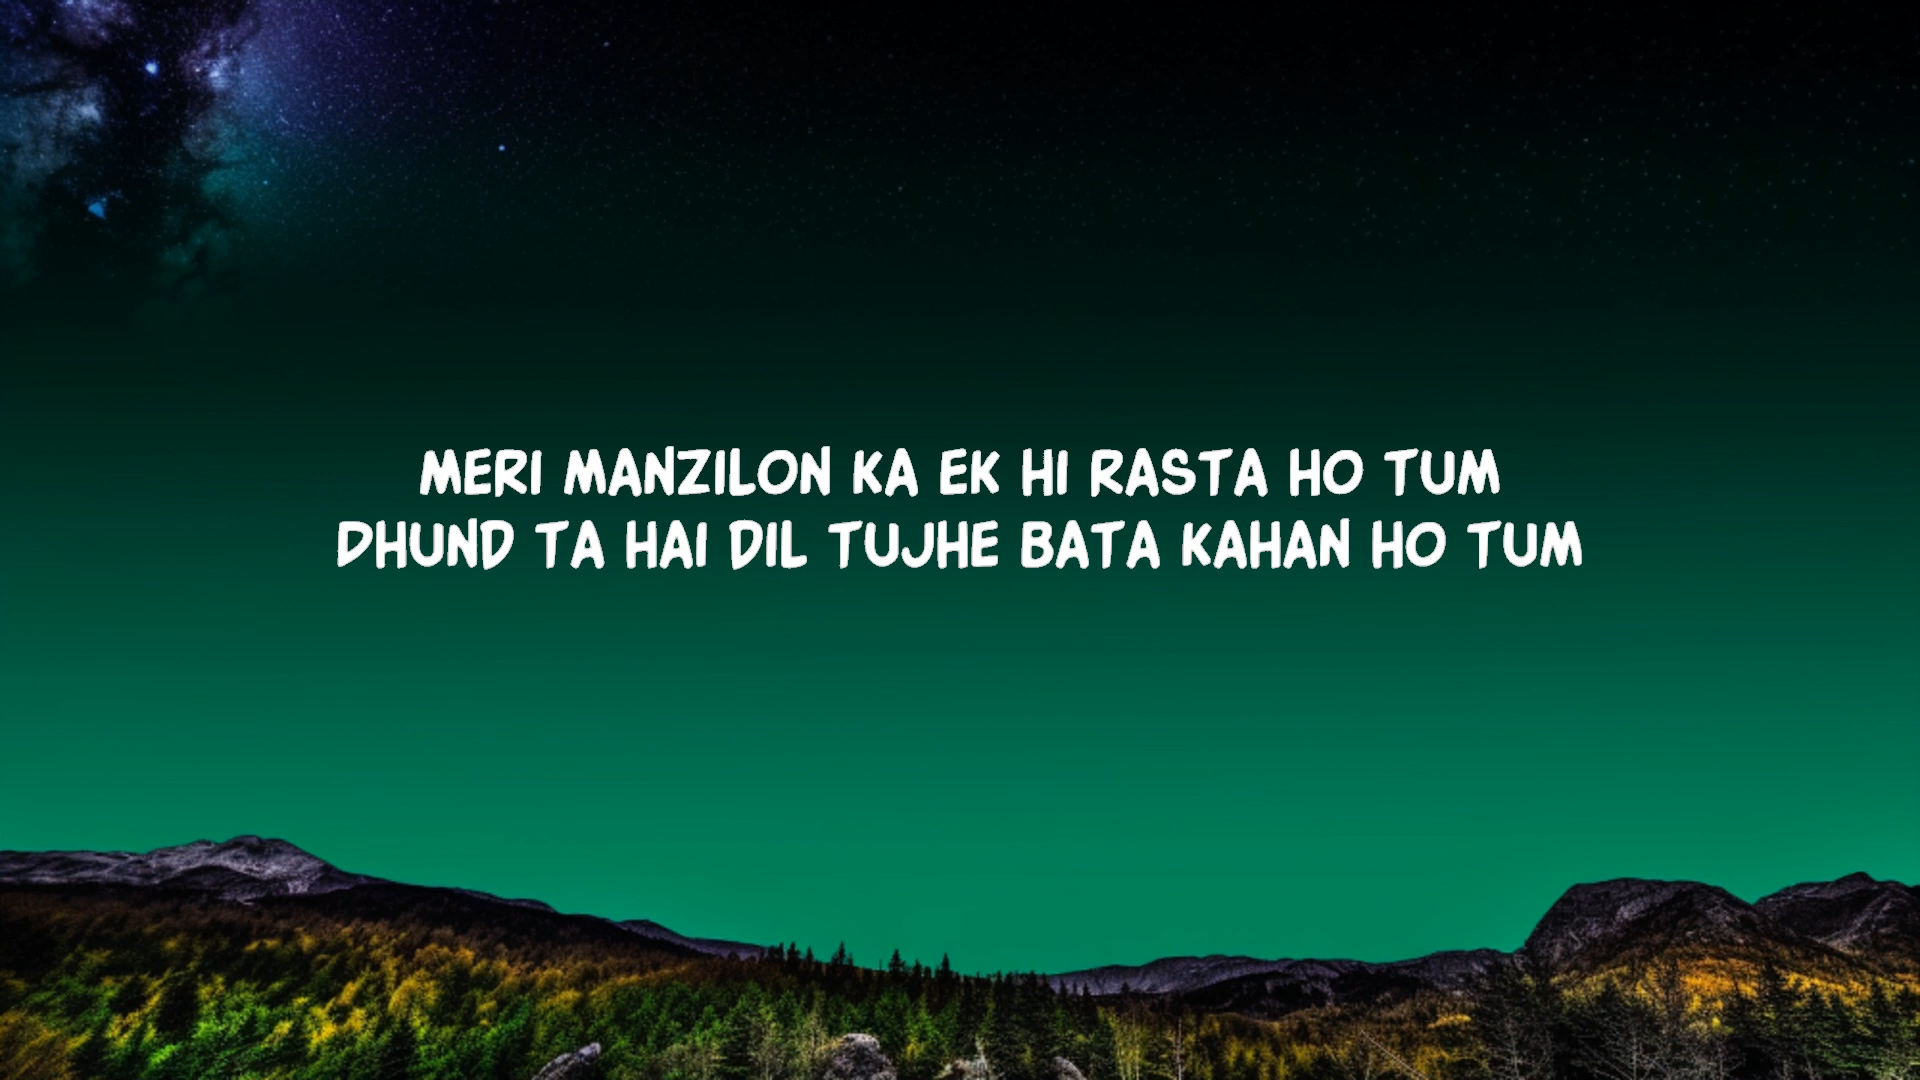 MERI MANZILON KA EK HI RASTA HO TUM
DHUND TA HAI DIL TUJHE BATA KAHAN HO TUM